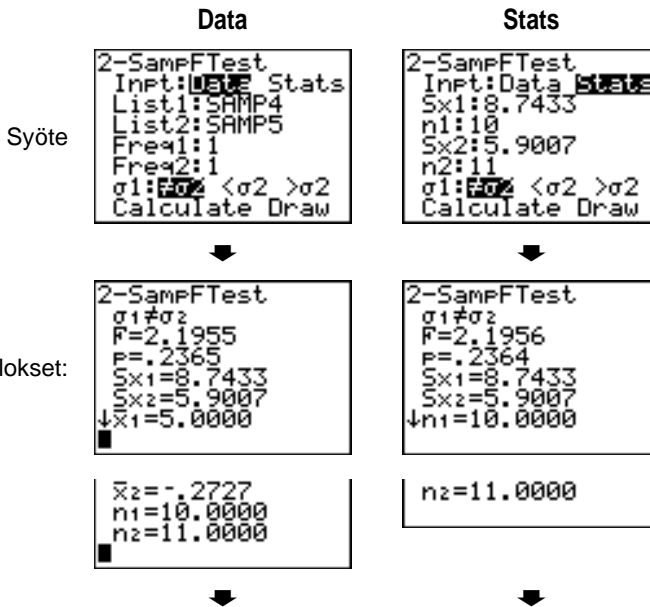 Data
Stats
Syöte
2-SampFTest
Inpt:Data Stats
List1:SAMP4
List2:SAMP5
Freq1:1
Freq2:1
σ1:≠σ2 <σ2 >σ2
Calculate Draw
2-SampFTest
Inpt:Data Stats
Sx1:8.7433
n1:10
Sx2:5.9007
n2:11
σ1:≠σ2 <σ2 >σ2
Calculate Draw
lokset:
2-SampFTest
σ1≠σ2
F=2.1955
p=.2365
Sx1=8.7433
Sx2=5.9007
↓x̄1=5.0000
2-SampFTest
σ1≠σ2
F=2.1956
p=.2364
Sx1=8.7433
Sx2=5.9007
↓n1=10.0000
x̄2=-.2727
n1=10.0000
n2=11.0000
n2=11.0000